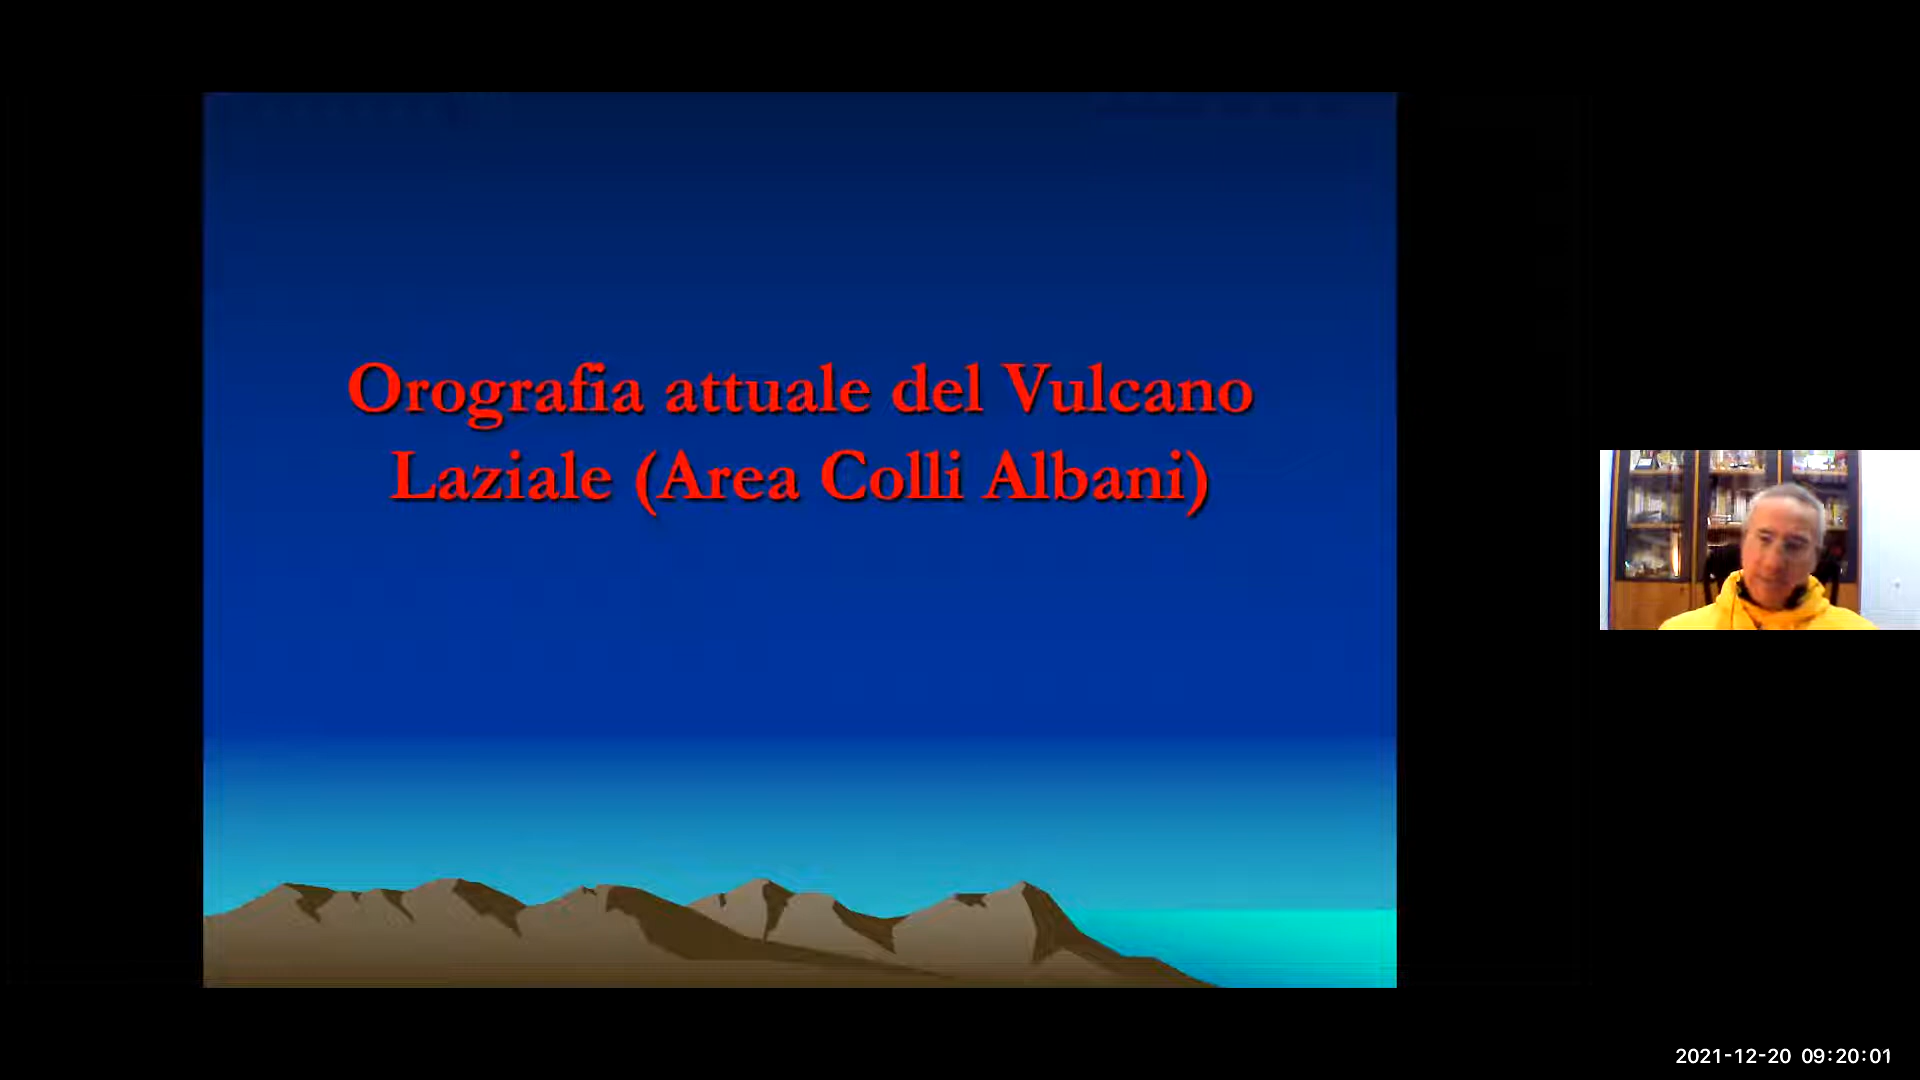 Orografia attuale del Vulcano
Laziale (Area Colli Albani)
2021-12-20 09:20:01